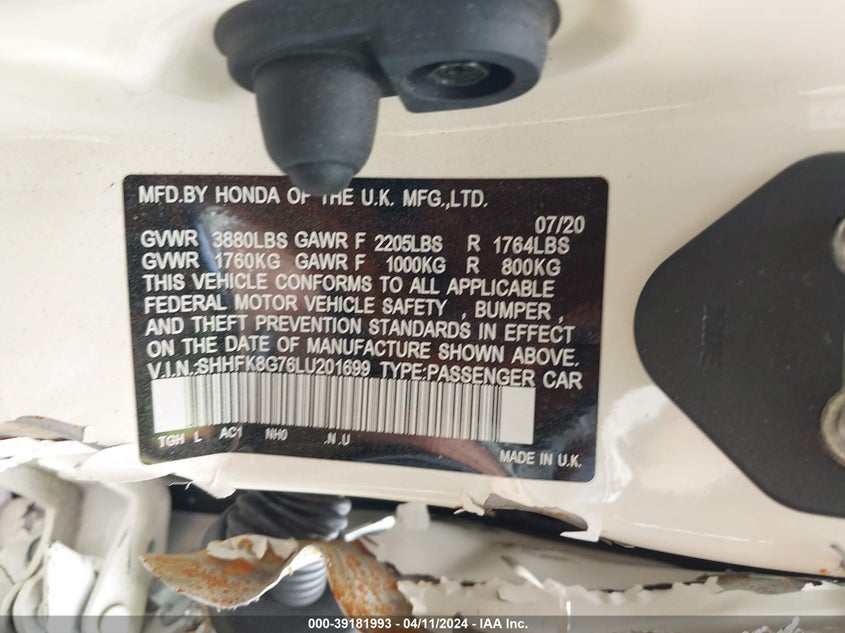 MFD.BY HONDA OF THE U.K. MFG.,LTD.
07/20
GVWR 3880LBS GAWR F 2205LBS R 1764LBS
GVWR 1760KG GAWR F 1000KG R 800KG
THIS VEHICLE CONFORMS TO ALL APPLICABLE
FEDERAL MOTOR VEHICLE SAFETY , BUMPER ,
AND THEFT PREVENTION STANDARDS IN EFFECT
ON THE DATE OF MANUFACTURE SHOWN ABOVE.
V.I.N.:SHHFK8G76LU201699 TYPE:PASSENGER CAR
TGH L AC1 NH0 .N .U
MADE IN U.K.
000-39181993 - 04/11/2024 - IAA Inc.